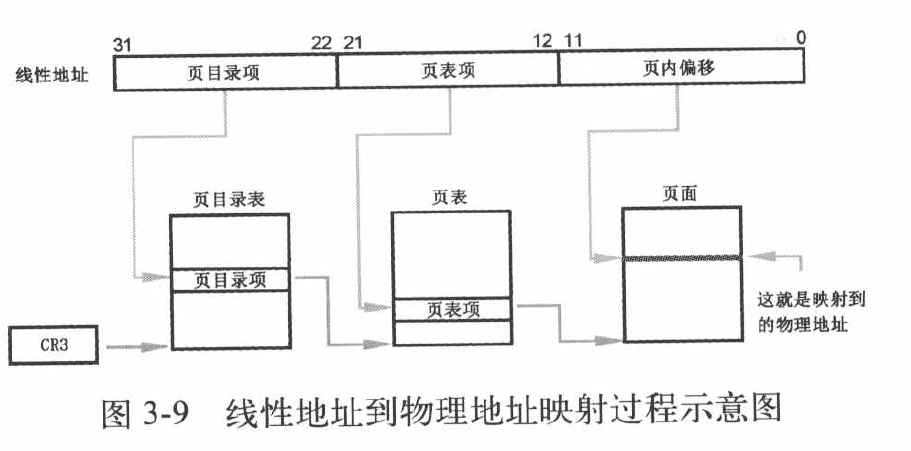 31 22 21 12 11 0
线性地址 页目录项 页表项 页内偏移
页目录表 页表 页面
页目录项
页表项
这就是映射到
的物理地址
CR3
图 3-9 线性地址到物理地址映射过程示意图